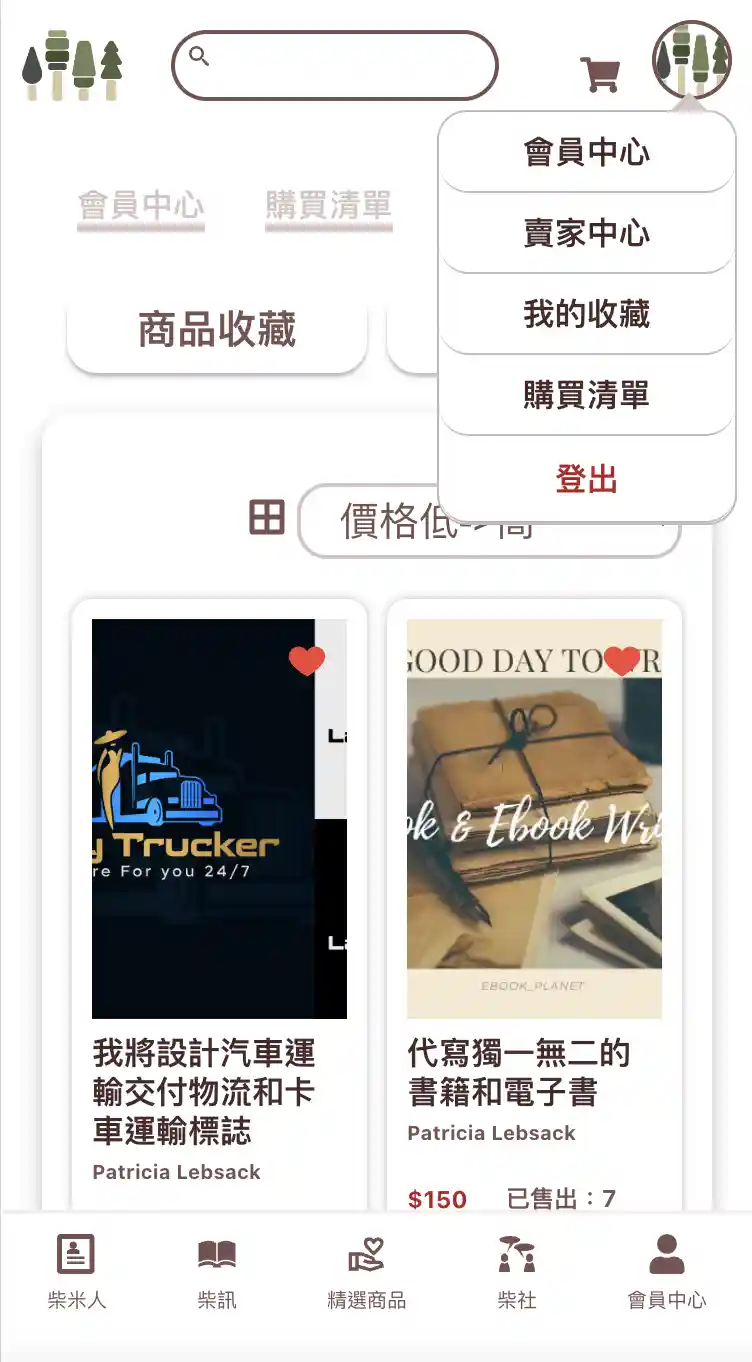 會員中心
賣家中心
我的收藏
購買清單
登出
會員中心
購買清單
商品收藏
價格低->高
Trucker
re For you 24/7
GOOD DAY TO
& Ebook
EBOOK_PLANET
我將設計汽車運
輸交付物流和卡
車運輸標誌
Patricia Lebsack
代寫獨一無二的
書籍和電子書
Patricia Lebsack
$150
已售出：7
柴米人
柴訊
精選商品
柴社
會員中心